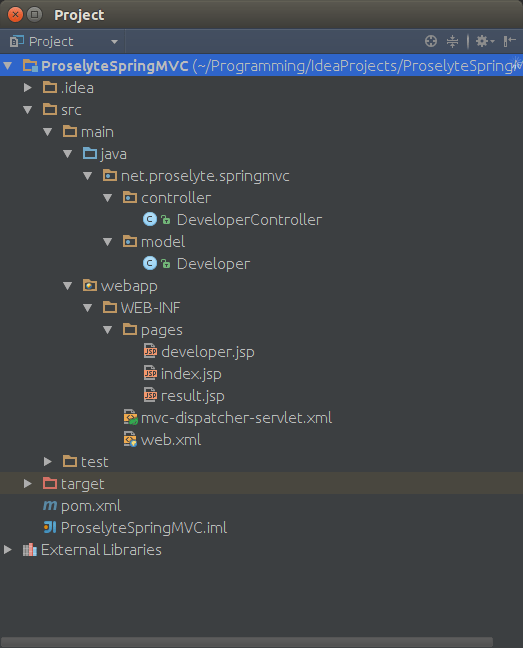 Project
Project
ProselyteSpringMVC (~/Programming/IdeaProjects/ProselyteSpringM
.idea
src
main
java
net.proselyte.springmvc
controller
DeveloperController
model
Developer
webapp
WEB-INF
pages
developer.jsp
index.jsp
result.jsp
mvc-dispatcher-servlet.xml
web.xml
test
target
pom.xml
ProselyteSpringMVC.iml
External Libraries